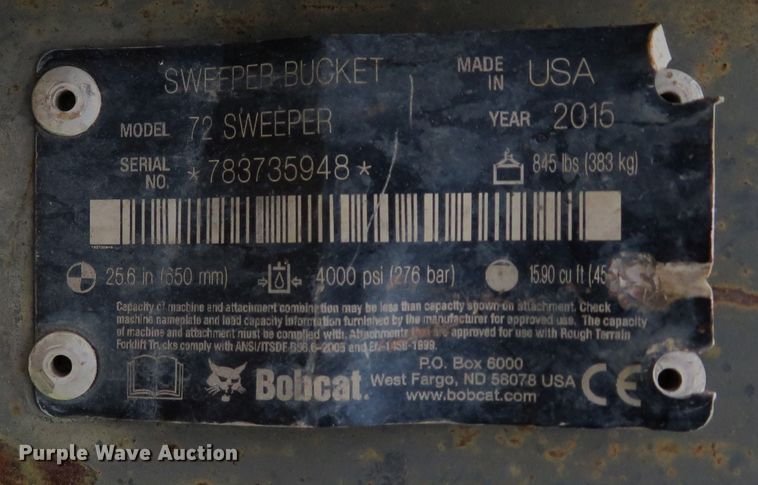 SWEEPER BUCKET MADE IN USA
MODEL 72 SWEEPER YEAR 2015
SERIAL NO. *783735948* 845 lbs (383 kg)
25.6 in (650 mm) 4000 psi (276 bar) 15.90 cu ft (45
Capacity of machine and attachment combination may be less than capacity shown on attachment. Check
machine nameplate and load capacity information furnished by the manufacturer for approved use. The capacity
of machine and attachment must be complied with. Attachments that are approved for use with Rough Terrain
Forklift Trucks comply with ANSI/ITSDF B56.6-2005 and EN-1459-1999.
Bobcat. P.O. Box 6000
West Fargo, ND 58078 USA CE
www.bobcat.com
Purple Wave Auction